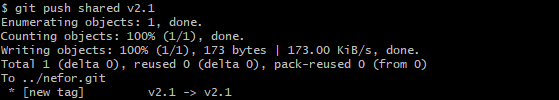 $ git push shared v2.1
Enumerating objects: 1, done.
Counting objects: 100% (1/1), done.
Writing objects: 100% (1/1), 173 bytes | 173.00 KiB/s, done.
Total 1 (delta 0), reused 0 (delta 0), pack-reused 0 (from 0)
To ../nefor.git
 * [new tag]         v2.1 -> v2.1